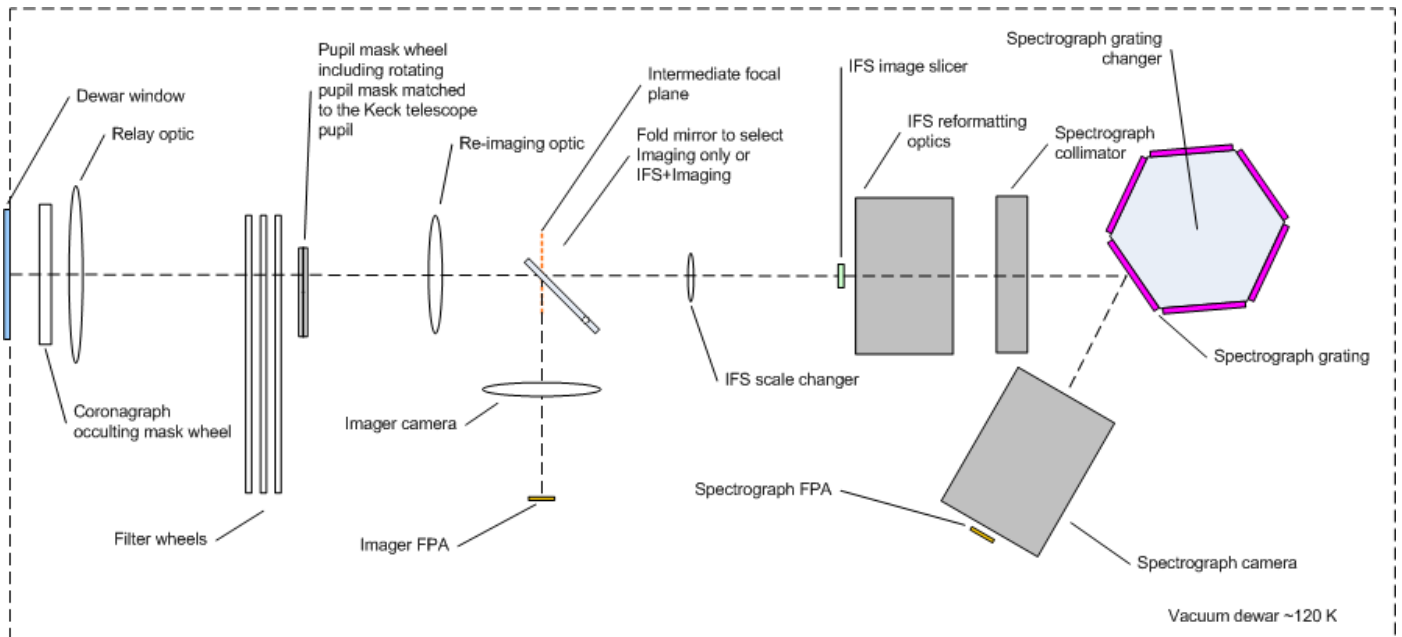 Pupil mask wheel
including rotating
pupil mask matched
to the Keck telescope
pupil
Dewar window
Relay optic
Re-imaging optic
Intermediate focal
plane
Fold mirror to select
Imaging only or
IFS+Imaging
IFS image slicer
IFS reformatting
optics
Spectrograph
collimator
Spectrograph grating
changer
Spectrograph grating
IFS scale changer
Coronagraph
occulting mask wheel
Imager camera
Filter wheels
Imager FPA
Spectrograph FPA
Spectrograph camera
Vacuum dewar ~120 K